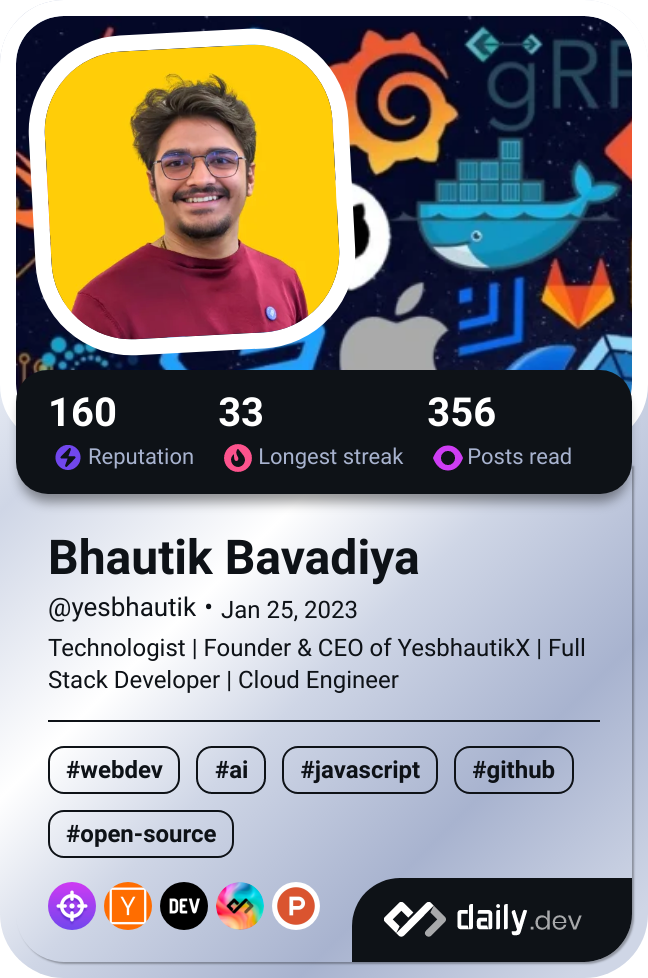 gRP
160 33 356
Reputation Longest streak Posts read
Bhautik Bavadiya
@yesbhautik • Jan 25, 2023
Technologist | Founder & CEO of YesbhautikX | Full
Stack Developer | Cloud Engineer
#webdev #ai #javascript #github
#open-source
Y DEV P
daily.dev